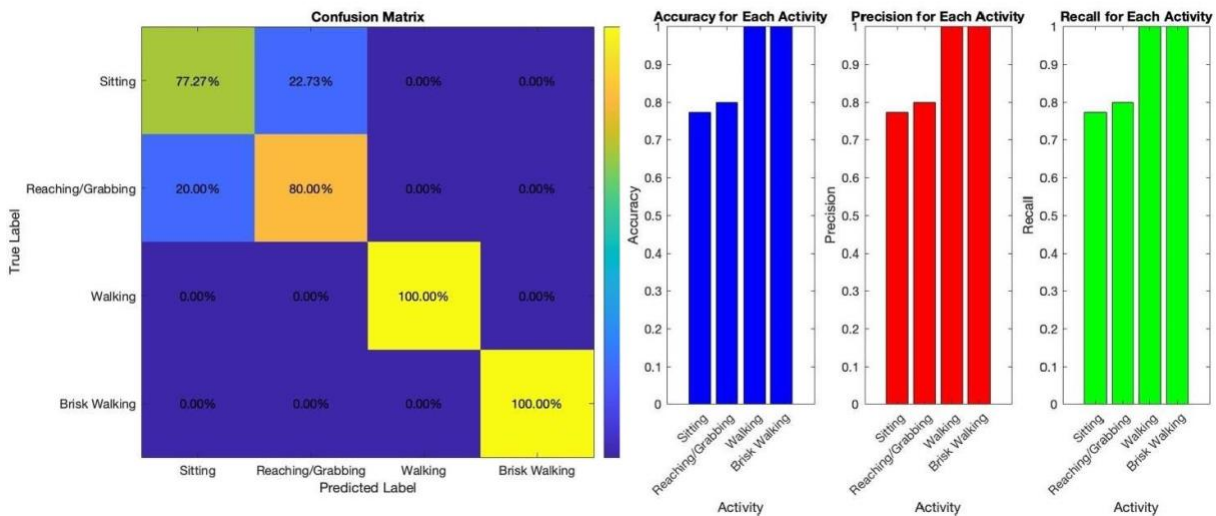 Confusion Matrix
True Label
Sitting
77.27% 22.73% 0.00% 0.00%
Reaching/Grabbing
20.00% 80.00% 0.00% 0.00%
Walking
0.00% 0.00% 100.00% 0.00%
Brisk Walking
0.00% 0.00% 0.00% 100.00%
Sitting Reaching/Grabbing Walking Brisk Walking
Predicted Label
Accuracy for Each Activity
Accuracy
1
0.9
0.8
0.7
0.6
0.5
0.4
0.3
0.2
0.1
0
Sitting
Reaching/Grabbing
Walking
Brisk Walking
Activity
Precision for Each Activity
Precision
1
0.9
0.8
0.7
0.6
0.5
0.4
0.3
0.2
0.1
0
Sitting
Reaching/Grabbing
Walking
Brisk Walking
Activity
Recall for Each Activity
Recall
1
0.9
0.8
0.7
0.6
0.5
0.4
0.3
0.2
0.1
0
Sitting
Reaching/Grabbing
Walking
Brisk Walking
Activity